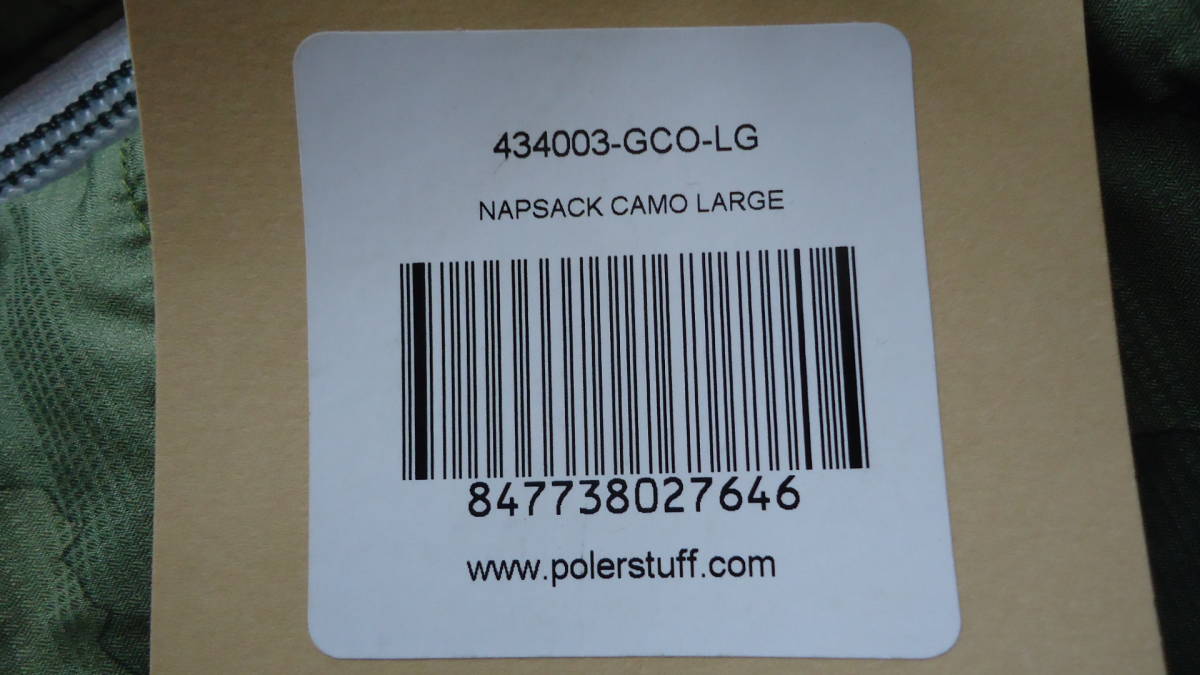 434003-GCO-LG
NAPSACK CAMO LARGE
847738027646
www.polerstuff.com